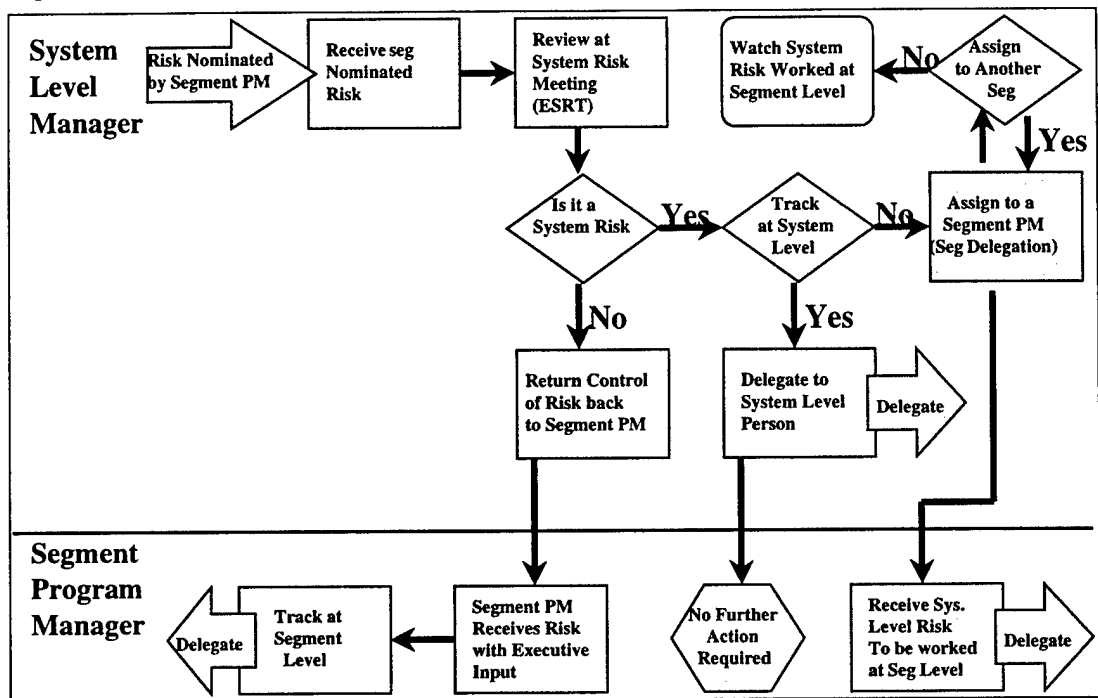 System
Level
Manager
Risk Nominated
by Segment PM
Receive seg
Nominated
Risk
Review at
System Risk
Meeting
(ESRT)
Watch System
Risk Worked at
Segment Level
No
Assign
to Another
Seg
Yes
Is it a
System Risk
Yes
Track
at System
Level
No
Assign to a
Segment PM
(Seg Delegation)
No
Yes
Return Control
of Risk back
to Segment PM
Delegate to
System Level
Person
Delegate
Segment
Program
Manager
Delegate
Track at
Segment
Level
Segment PM
Receives Risk
with Executive
Input
No Further
Action
Required
Receive Sys.
Level Risk
To be worked
at Seg Level
Delegate